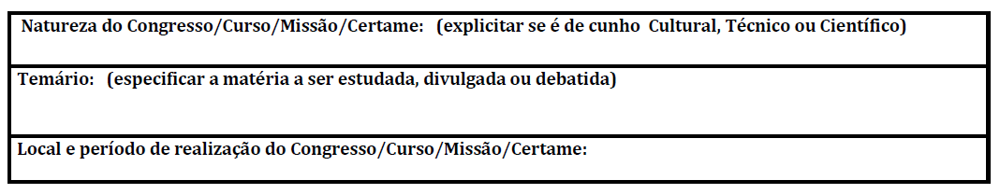 Natureza do Congresso/Curso/Missão/Certame: (explicitar se é de cunho Cultural, Técnico ou Científico)
Temário: (especificar a matéria a ser estudada, divulgada ou debatida)
Local e período de realização do Congresso/Curso/Missão/Certame: